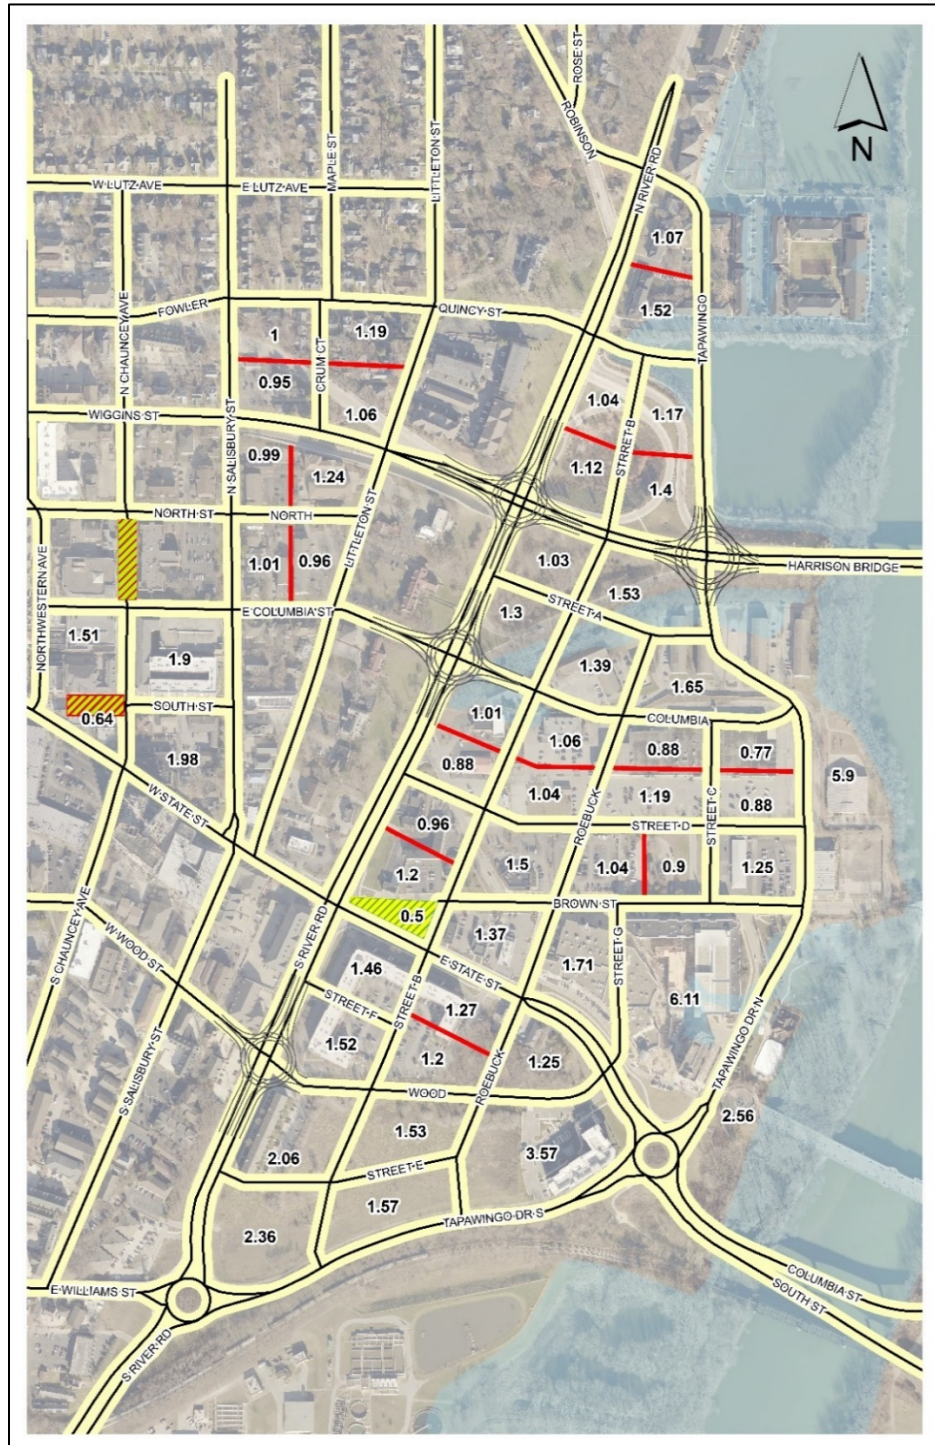 ROSE ST
ROBINSON
N
MAPLE ST
LITTLETON ST
N RIVER RD
W LUTZ AVE
E LUTZ AVE
1.07
N CHAUNCEY AVE
FOWLER
QUINCY ST
1.52
TAPAWINGO
1
1.19
CRUM CT
0.95
1.04
1.17
WIGGINS ST
1.06
STRRET B
N SALISBURY ST
0.99
1.24
1.12
1.4
NORTH ST
NORTH
LITTLETON ST
NORTHWESTERN AVE
1.01
0.96
1.03
HARRISON BRIDGE
1.53
STREET A
E COLUMBIA ST
1.3
1.51
1.9
1.39
1.65
SOUTH ST
0.64
1.01
COLUMBIA
1.98
1.06
0.88
0.77
0.88
5.9
W STATE ST
1.04
1.19
STREET C
0.88
ROEBUCK
0.96
STREET D
1.2
1.5
1.04
0.9
1.25
0.5
BROWN ST
S CHAUNCEY AVE
W WOOD ST
S RIVER RD
1.37
STREET G
E STATE ST
1.46
1.71
STREET F
STREET B
1.27
6.11
1.52
1.2
1.25
TAPAWINGO DR N
S SALISBURY ST
ROEBUCK
WOOD
2.56
1.53
3.57
2.06
STREET E
1.57
TAPAWINGO DR S
2.36
COLUMBIA ST
SOUTH ST
E WILLIAMS ST
S RIVER RD